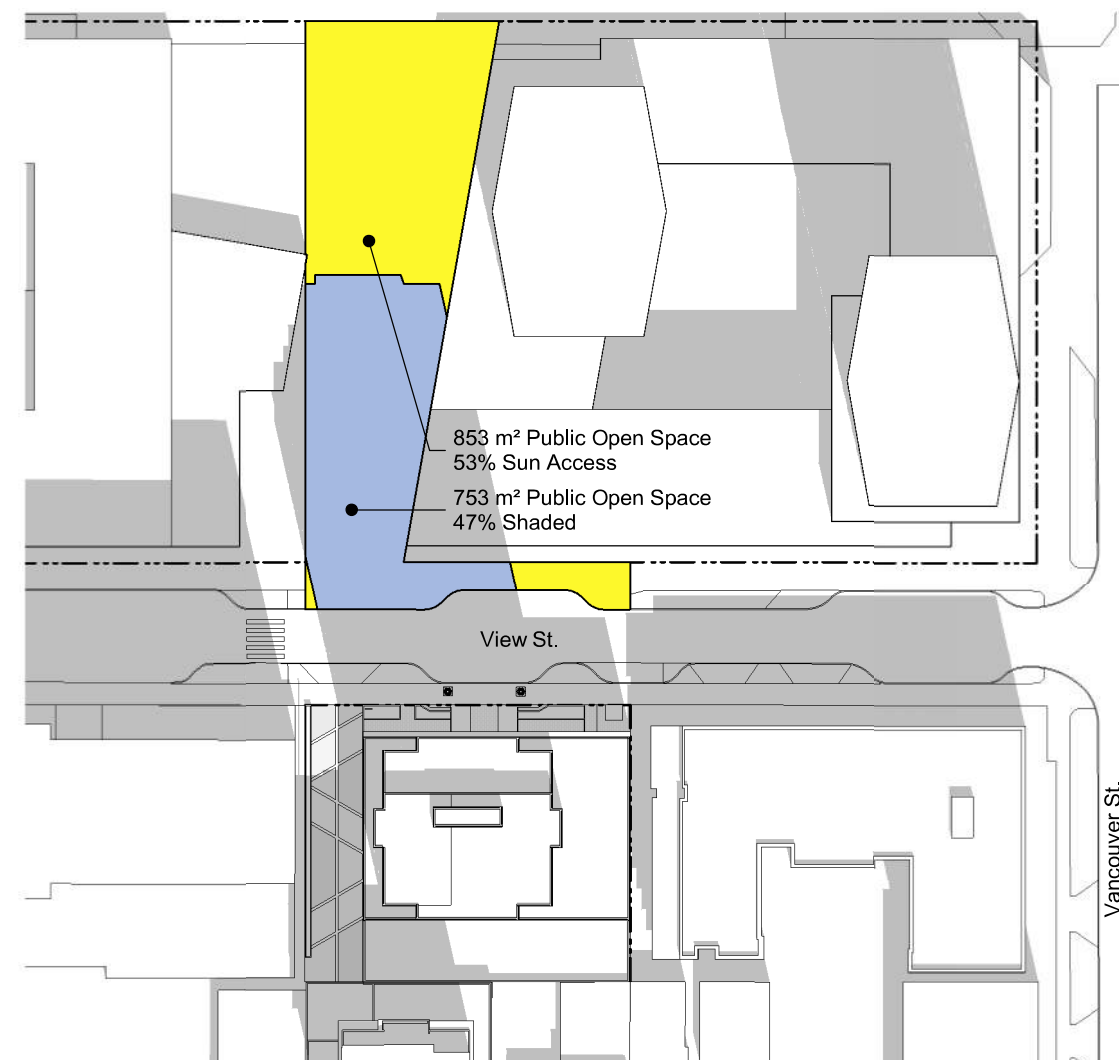 853 m² Public Open Space
53% Sun Access
753 m² Public Open Space
47% Shaded
View St.
Vancouver St.